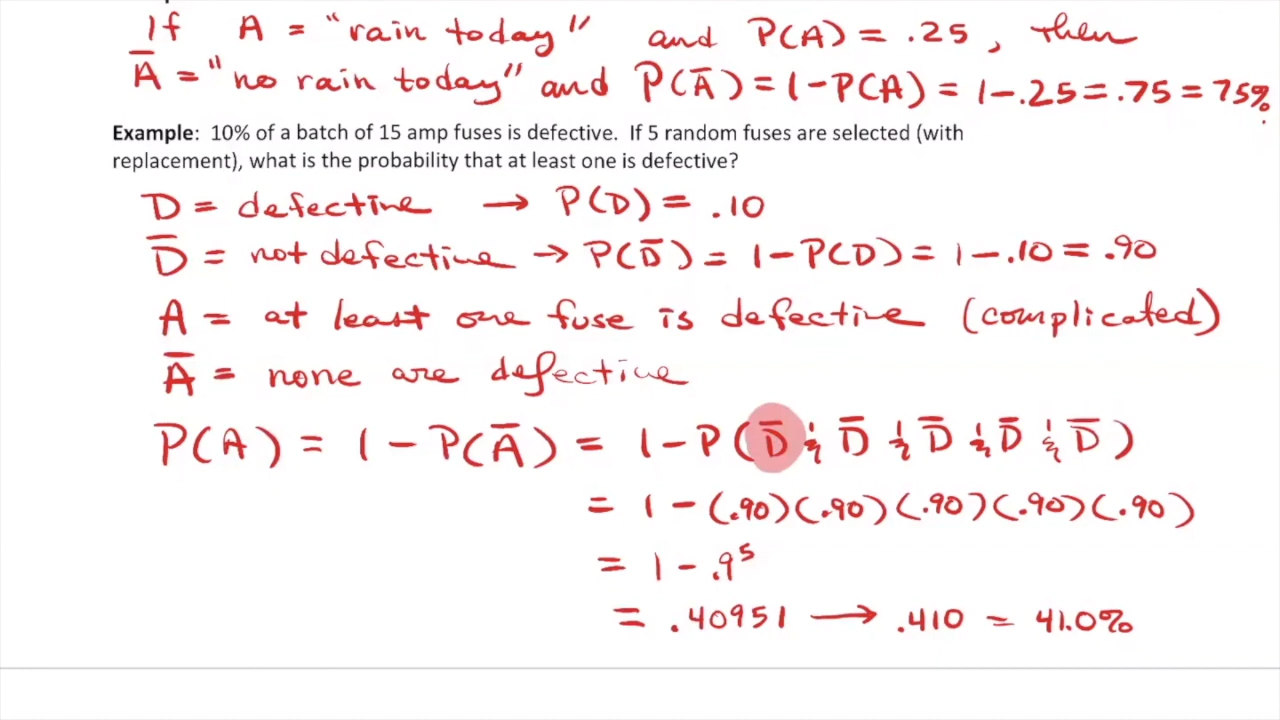 If A = "rain today" and P(A) = .25, then
Ā = "no rain today" and P(Ā) = 1-P(A) = 1-.25 = .75 = 75%.
Example: 10% of a batch of 15 amp fuses is defective. If 5 random fuses are selected (with
replacement), what is the probability that at least one is defective?
D = defective → P(D) = .10
D̄ = not defective → P(D̄) = 1-P(D) = 1-.10 = .90
A = at least one fuse is defective (complicated)
Ā = none are defective
P(A) = 1 - P(Ā) = 1-P(D̄ & D̄ & D̄ & D̄ & D̄)
= 1 - (.90)(.90)(.90)(.90)(.90)
= 1 - .9⁵
= .40951 → .410 = 41.0%